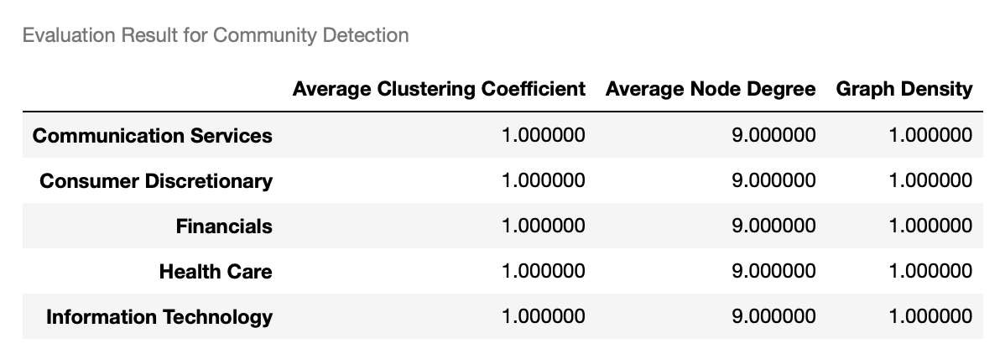 Evaluation Result for Community Detection
Average Clustering Coefficient Average Node Degree Graph Density
Communication Services 1.000000 9.000000 1.000000
Consumer Discretionary 1.000000 9.000000 1.000000
Financials 1.000000 9.000000 1.000000
Health Care 1.000000 9.000000 1.000000
Information Technology 1.000000 9.000000 1.000000